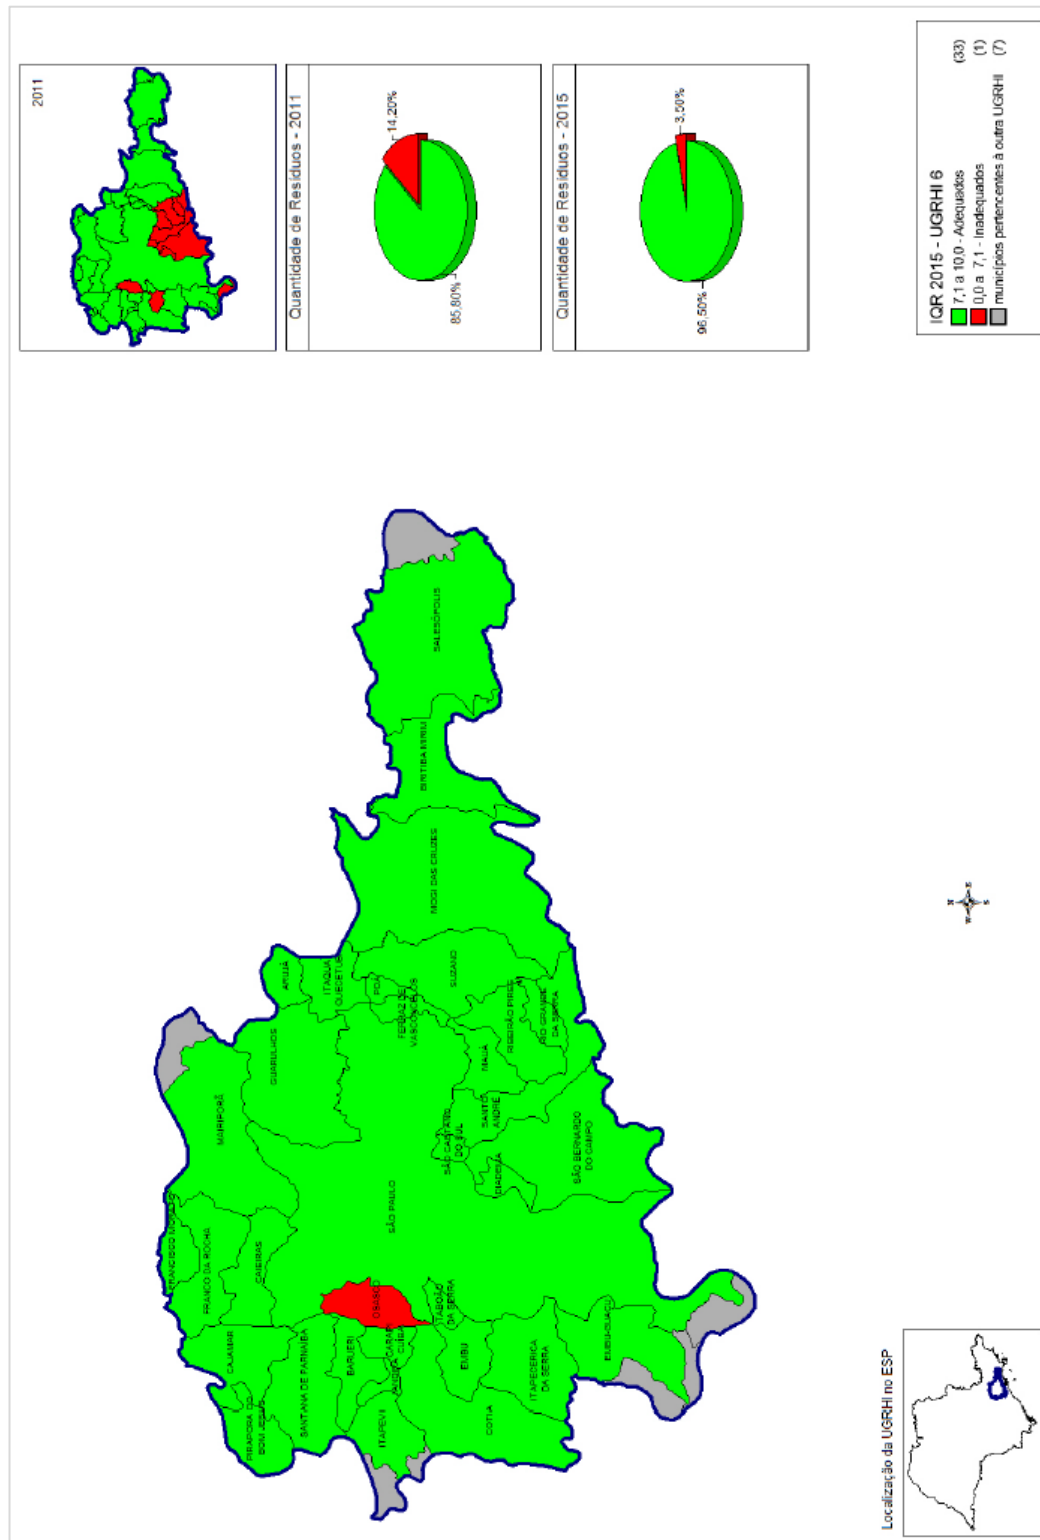 2011
Quantidade de Resíduos - 2011
14,20%
85,80%
Quantidade de Resíduos - 2015
3,50%
96,50%
IQR 2015 - UGRHI 6
7,1 a 10,0 - Adequados (33)
0,0 a 7,1 - Inadequados (1)
municípios pertencentes à outra UGRHI (7)
FRANCISCO MORATO
MAIRIPORÃ
FRANCO DA ROCHA
CAJAMAR
CAIEIRAS
PIRAPORA DO
BOM JESUS
GUARULHOS
ARUJÁ
SANTANA DE PARNAÍBA
ITAQUA
QUECETUBA
BARUERI
OSASCO
POÁ
SÃO PAULO
FERRAZ DE
VASCONCELOS
ITAPEVI
JANDIRA
CARAPI
CUÍBA
SALESÓPOLIS
BIRITIBA MIRIM
MOGI DAS CRUZES
SUZANO
TABOÃO
DA SERRA
EMBU
SÃO CAETANO
DO SUL
MAUÁ
SANTO
ANDRÉ
DIADEMA
COTIA
RIBEIRÃO PIRES
RIO GRANDE
DA SERRA
ITAPECERICA
DA SERRA
SÃO BERNARDO
DO CAMPO
EMBU-GUAÇU
N
W
E
S
Localização da UGRHI no ESP